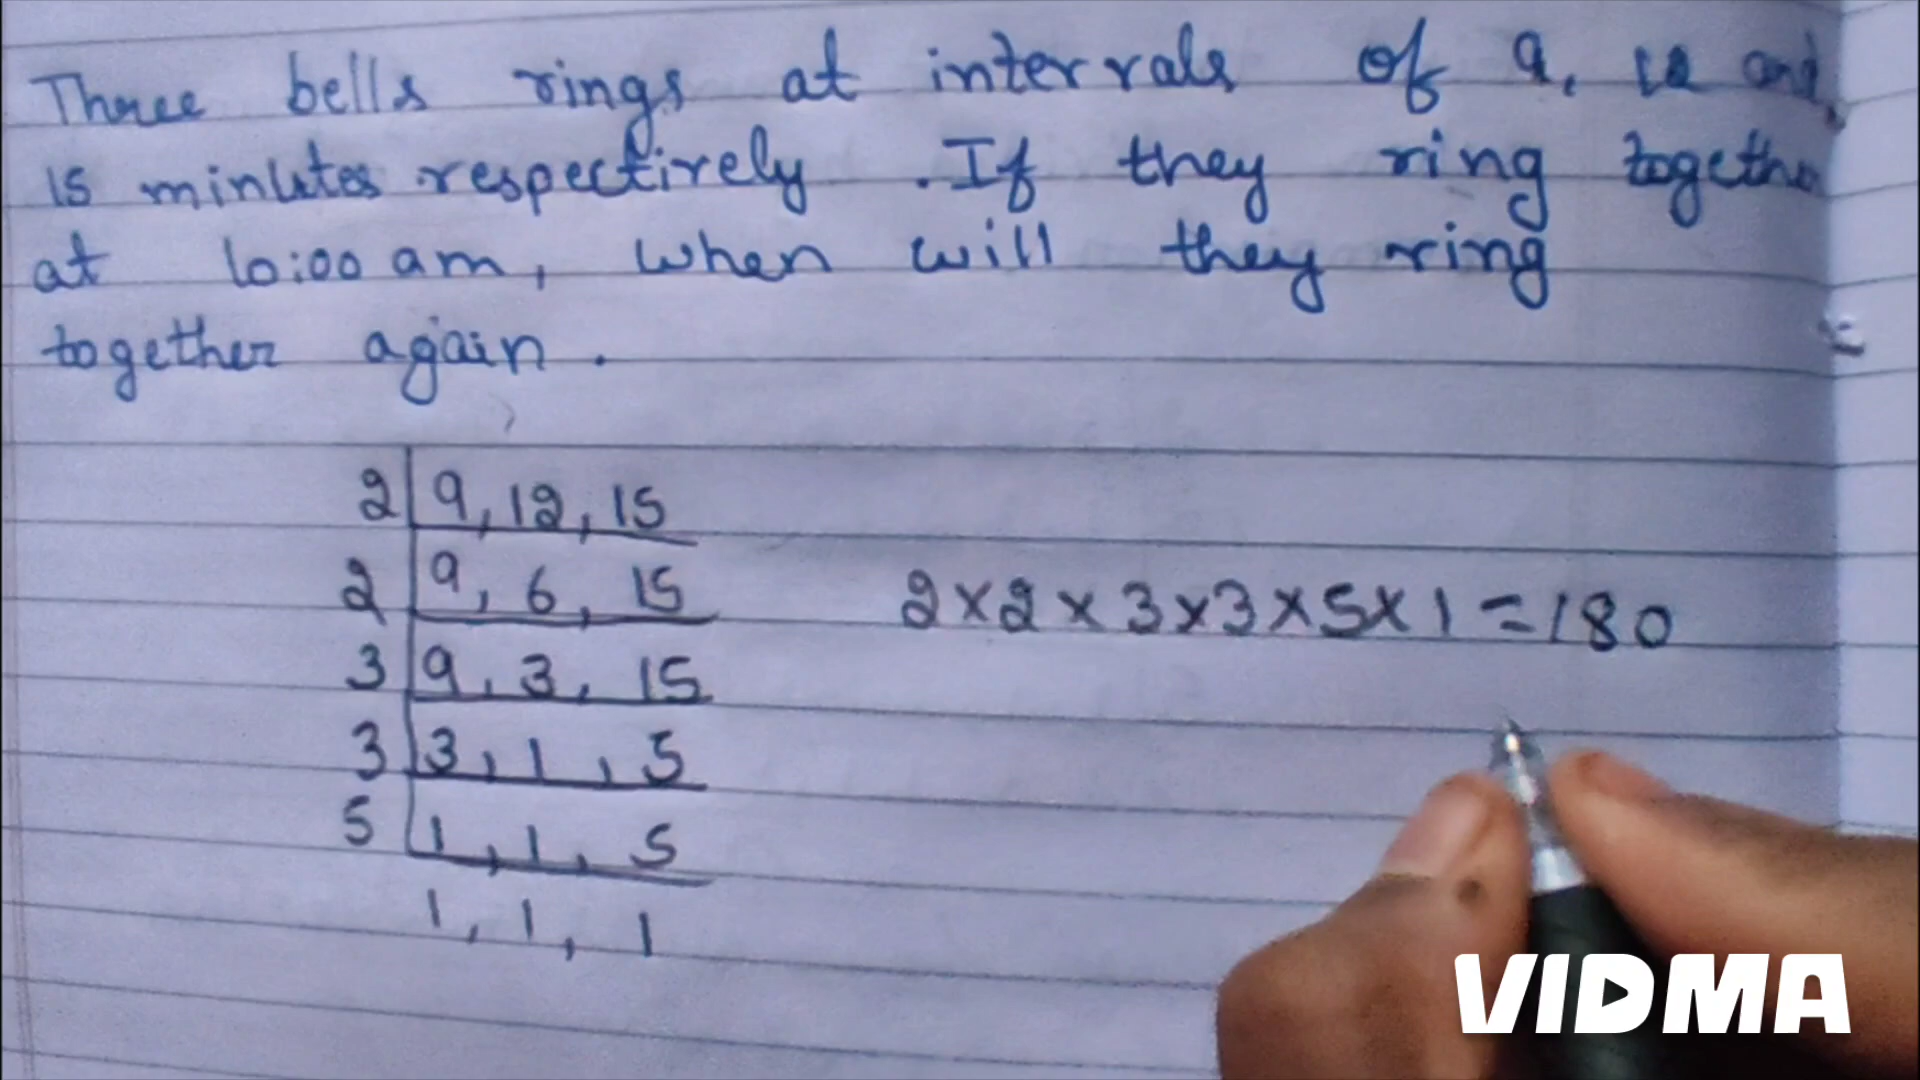 Three bells rings at intervals of 9, 12 and
15 minutes respectively . If they ring together
at 10:00 am, when will they ring
together again .
2 | 9, 12, 15
2 | 9, 6, 15
3 | 9, 3, 15
3 | 3, 1, 5
5 | 1, 1, 5
1, 1, 1
2×2×3×3×5×1 = 180
VIDMA